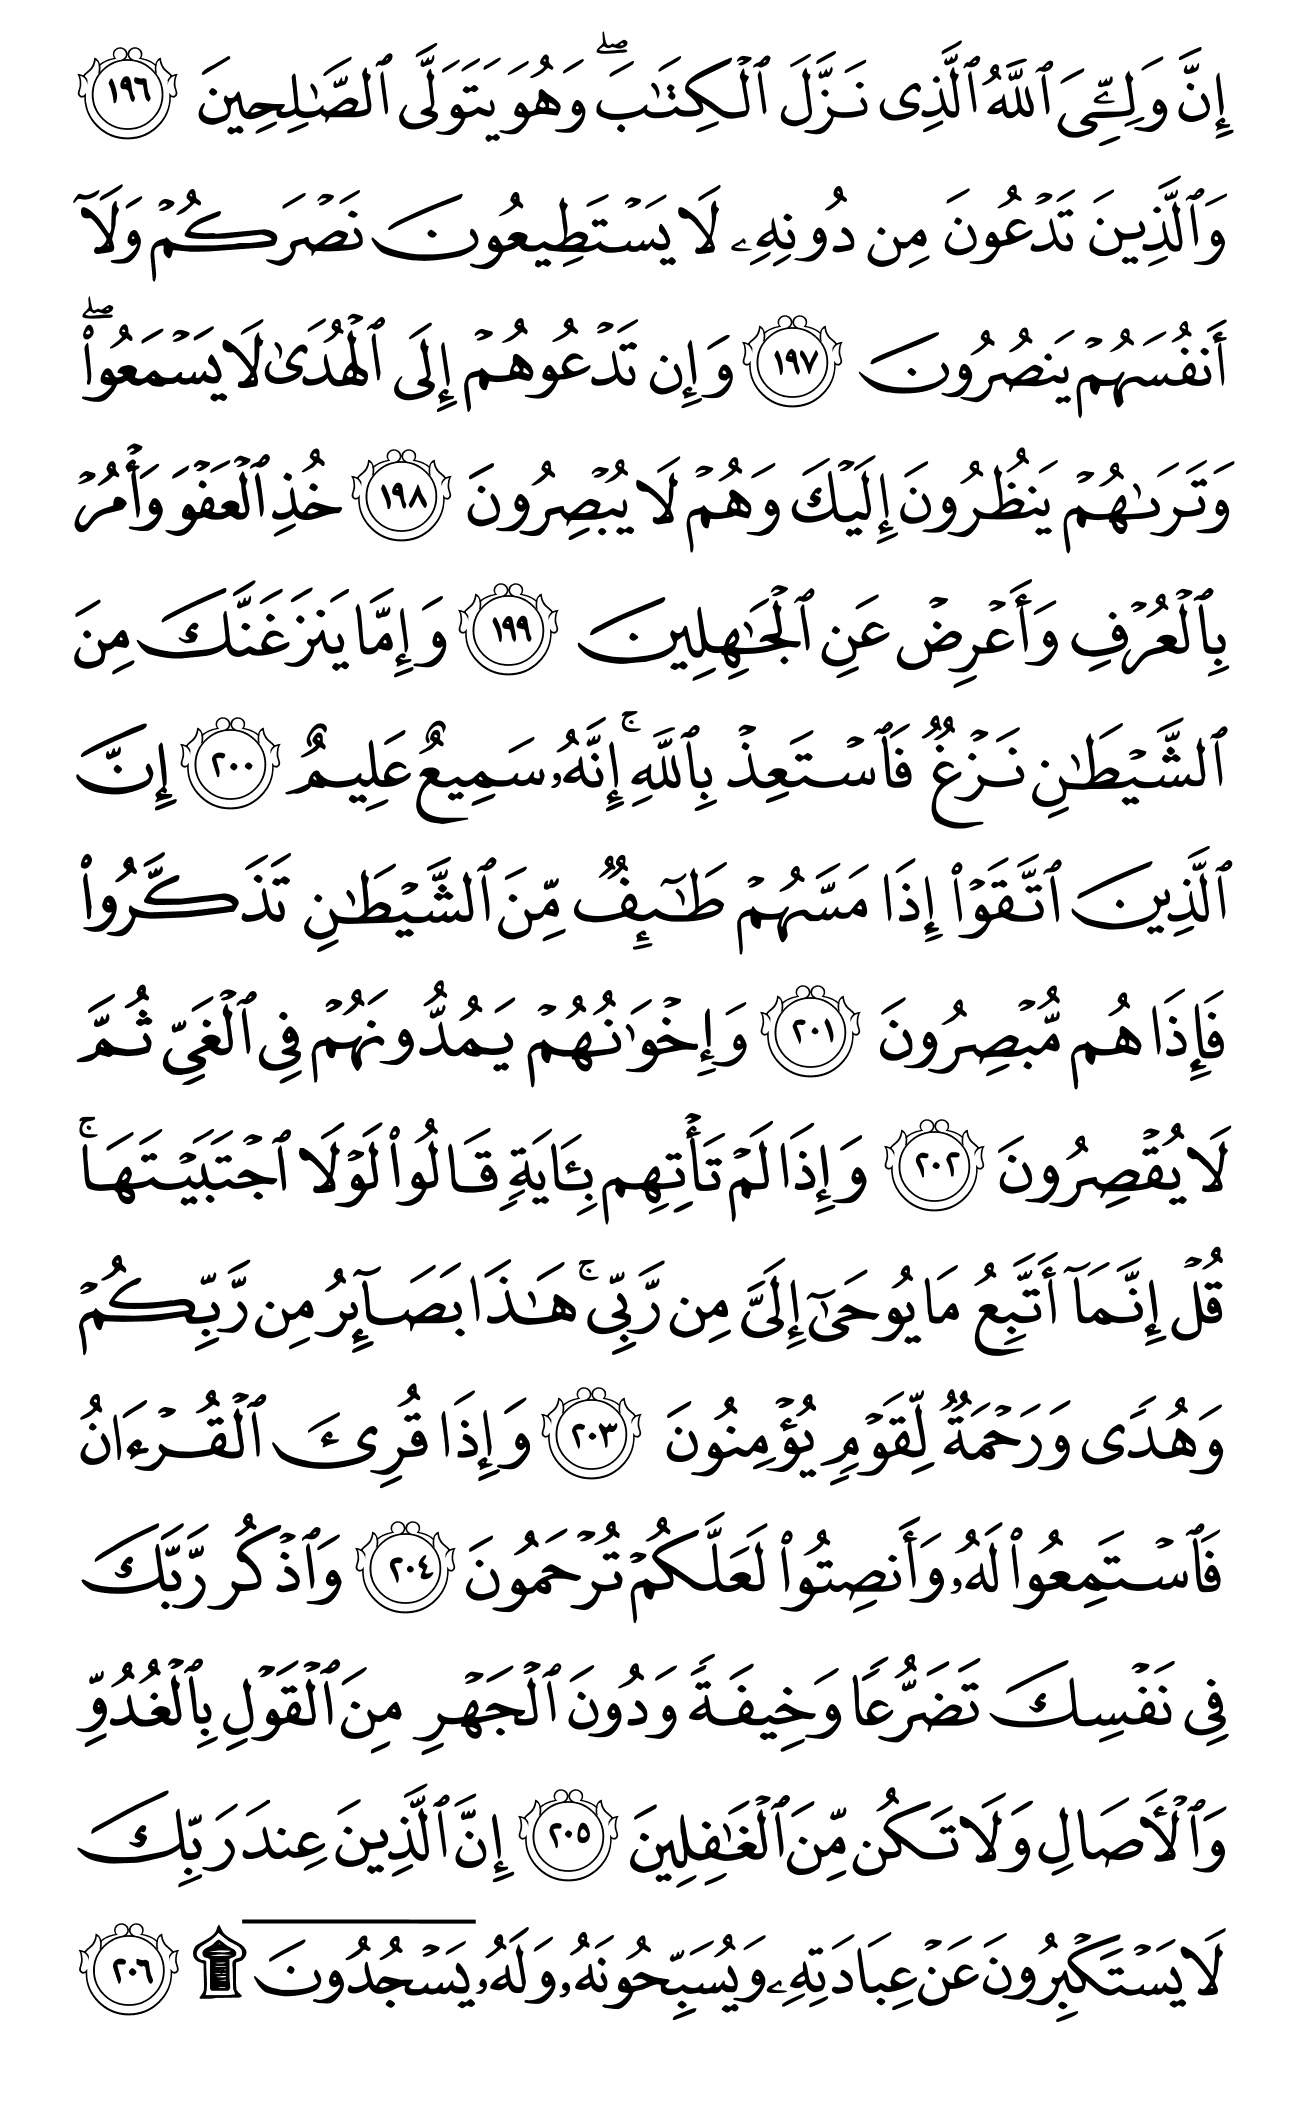 إِنَّ وَلِـِّۧيَ ٱللَّهُ ٱلَّذِى نَزَّلَ ٱلۡكِتَٰبَۖ وَهُوَ يَتَوَلَّى ٱلصَّٰلِحِينَ ١٩٦
وَٱلَّذِينَ تَدۡعُونَ مِن دُونِهِۦ لَا يَسۡتَطِيعُونَ نَصۡرَكُمۡ وَلَآ
أَنفُسَهُمۡ يَنصُرُونَ ١٩٧ وَإِن تَدۡعُوهُمۡ إِلَى ٱلۡهُدَىٰ لَا يَسۡمَعُواْۖ
وَتَرَىٰهُمۡ يَنظُرُونَ إِلَيۡكَ وَهُمۡ لَا يُبۡصِرُونَ ١٩٨ خُذِ ٱلۡعَفۡوَ وَأۡمُرۡ
بِٱلۡعُرۡفِ وَأَعۡرِضۡ عَنِ ٱلۡجَٰهِلِينَ ١٩٩ وَإِمَّا يَنزَغَنَّكَ مِنَ
ٱلشَّيۡطَٰنِ نَزۡغٞ فَٱسۡتَعِذۡ بِٱللَّهِۚ إِنَّهُۥ سَمِيعٌ عَلِيمٌ ٢٠٠ إِنَّ
ٱلَّذِينَ ٱتَّقَوۡاْ إِذَا مَسَّهُمۡ طَٰٓئِفٞ مِّنَ ٱلشَّيۡطَٰنِ تَذَكَّرُواْ
فَإِذَا هُم مُّبۡصِرُونَ ٢٠١ وَإِخۡوَٰنُهُمۡ يَمُدُّونَهُمۡ فِى ٱلۡغَىِّ ثُمَّ
لَا يُقۡصِرُونَ ٢٠٢ وَإِذَا لَمۡ تَأۡتِهِم بِـَٔايَةٖ قَالُواْ لَوۡلَا ٱجۡتَبَيۡتَهَاۚ
قُلۡ إِنَّمَآ أَتَّبِعُ مَا يُوحَىٰٓ إِلَىَّ مِن رَّبِّىۚ هَٰذَا بَصَآئِرُ مِن رَّبِّكُمۡ
وَهُدٗى وَرَحۡمَةٞ لِّقَوۡمٖ يُؤۡمِنُونَ ٢٠٣ وَإِذَا قُرِئَ ٱلۡقُرۡءَانُ
فَٱسۡتَمِعُواْ لَهُۥ وَأَنصِتُواْ لَعَلَّكُمۡ تُرۡحَمُونَ ٢٠٤ وَٱذۡكُر رَّبَّكَ
فِى نَفۡسِكَ تَضَرُّعٗا وَخِيفَةٗ وَدُونَ ٱلۡجَهۡرِ مِنَ ٱلۡقَوۡلِ بِٱلۡغُدُوِّ
وَٱلۡأَصَالِ وَلَا تَكُن مِّنَ ٱلۡغَٰفِلِينَ ٢٠٥ إِنَّ ٱلَّذِينَ عِندَ رَبِّكَ
لَا يَسۡتَكۡبِرُونَ عَنۡ عِبَادَتِهِۦ وَيُسَبِّحُونَهُۥ وَلَهُۥ يَسۡجُدُونَ ۩ ٢٠٦